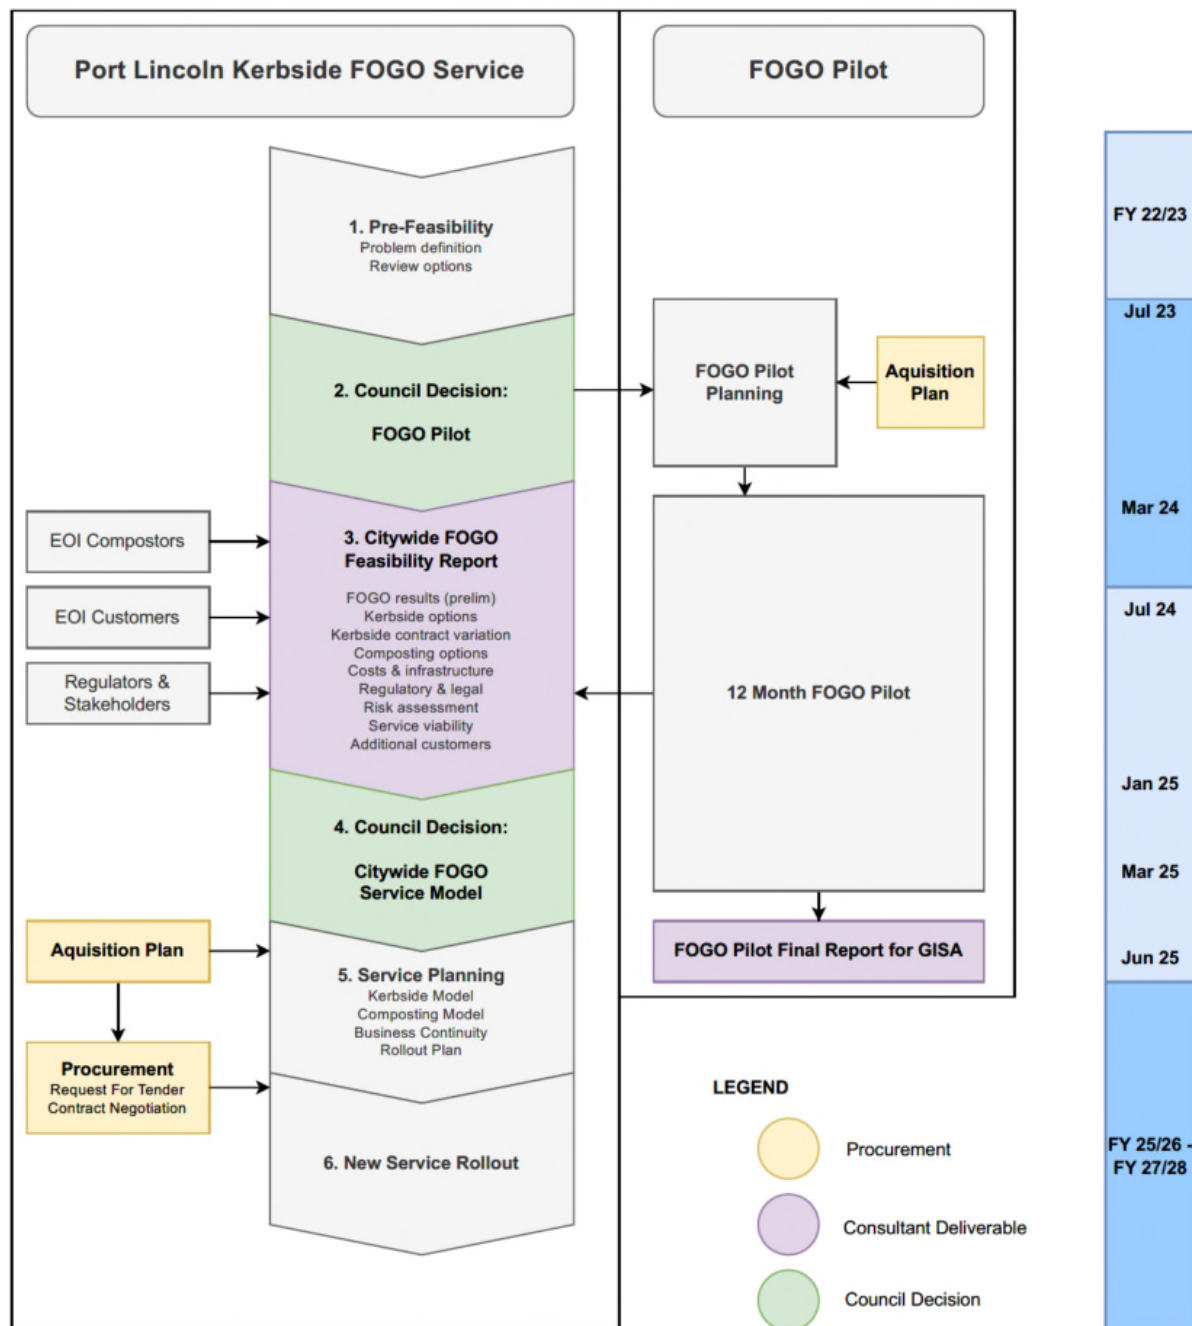 Port Lincoln Kerbside FOGO Service
FOGO Pilot
1. Pre-Feasibility
Problem definition
Review options
2. Council Decision:
FOGO Pilot
FOGO Pilot
Planning
Aquisition
Plan
EOI Compostors
EOI Customers
Regulators &
Stakeholders
3. Citywide FOGO
Feasibility Report
FOGO results (prelim)
Kerbside options
Kerbside contract variation
Composting options
Costs & infrastructure
Regulatory & legal
Risk assessment
Service viability
Additional customers
12 Month FOGO Pilot
4. Council Decision:
Citywide FOGO
Service Model
FOGO Pilot Final Report for GISA
Aquisition Plan
5. Service Planning
Kerbside Model
Composting Model
Business Continuity
Rollout Plan
Procurement
Request For Tender
Contract Negotiation
6. New Service Rollout
LEGEND
Procurement
Consultant Deliverable
Council Decision
FY 22/23
Jul 23
Mar 24
Jul 24
Jan 25
Mar 25
Jun 25
FY 25/26 -
FY 27/28